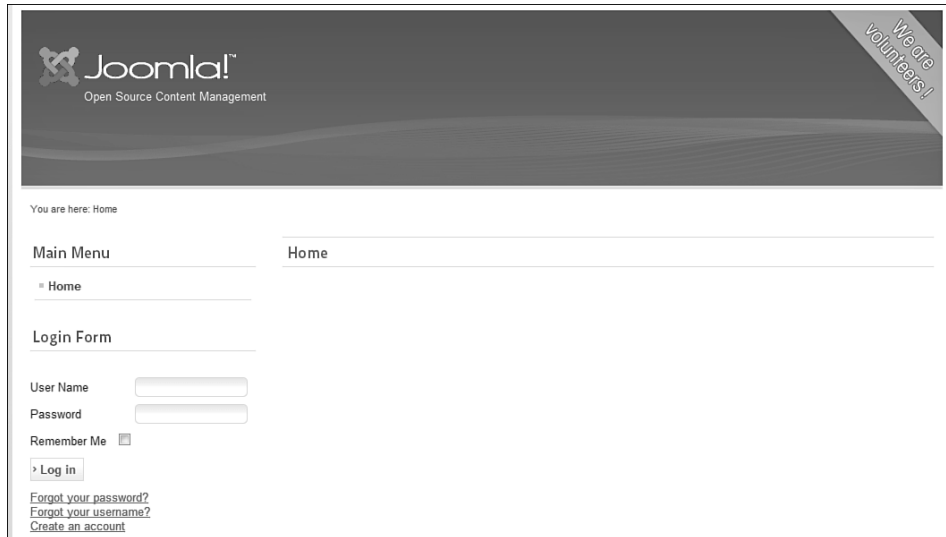 Joomla!™
Open Source Content Management
We are
volunteers!
You are here: Home
Main Menu
Home
Login Form
User Name
Password
Remember Me
› Log in
Forgot your password?
Forgot your username?
Create an account
Home